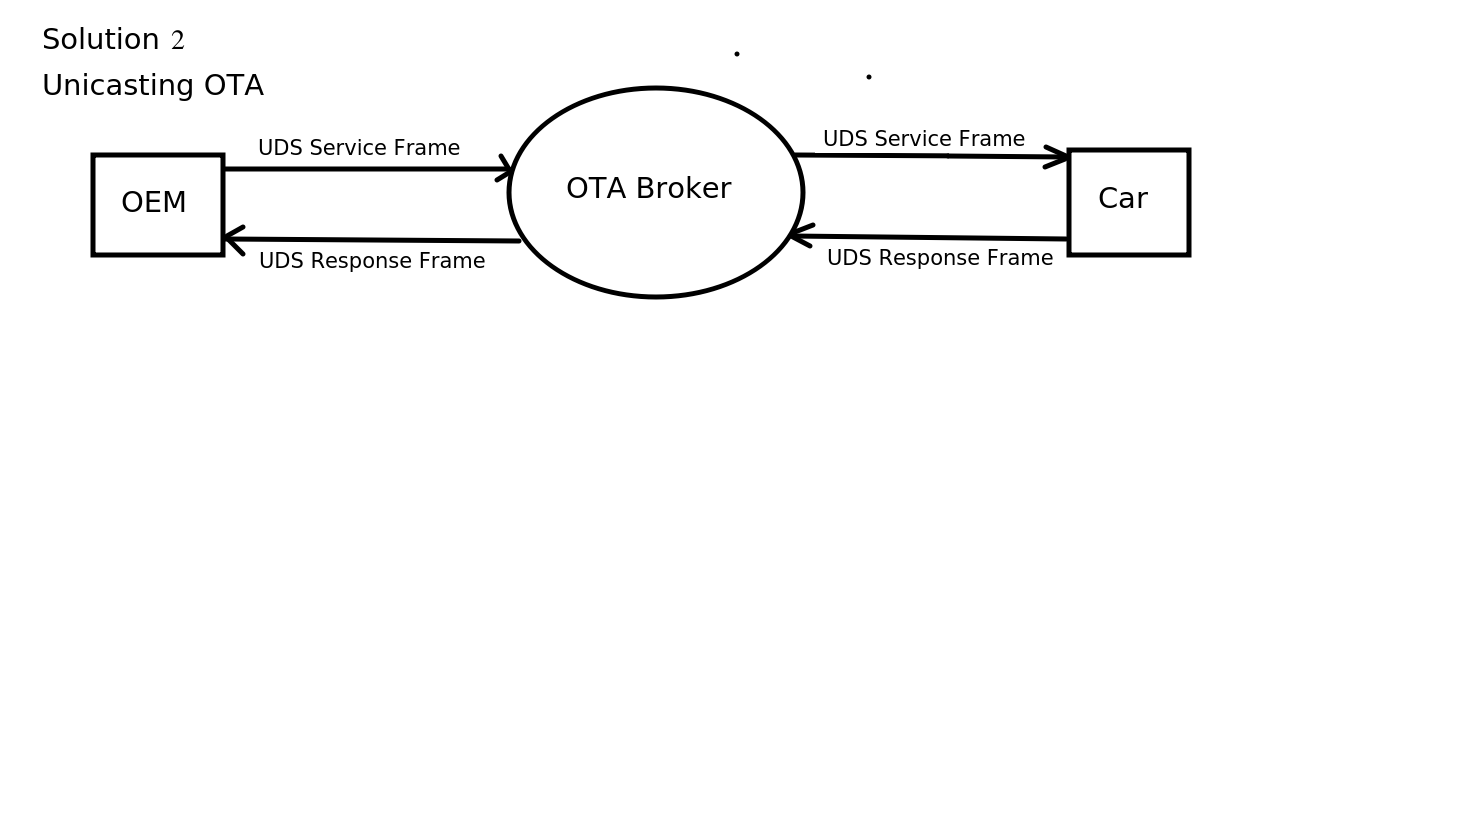 Solution 2
Unicasting OTA
UDS Service Frame
UDS Service Frame
OEM
OTA Broker
Car
UDS Response Frame
UDS Response Frame